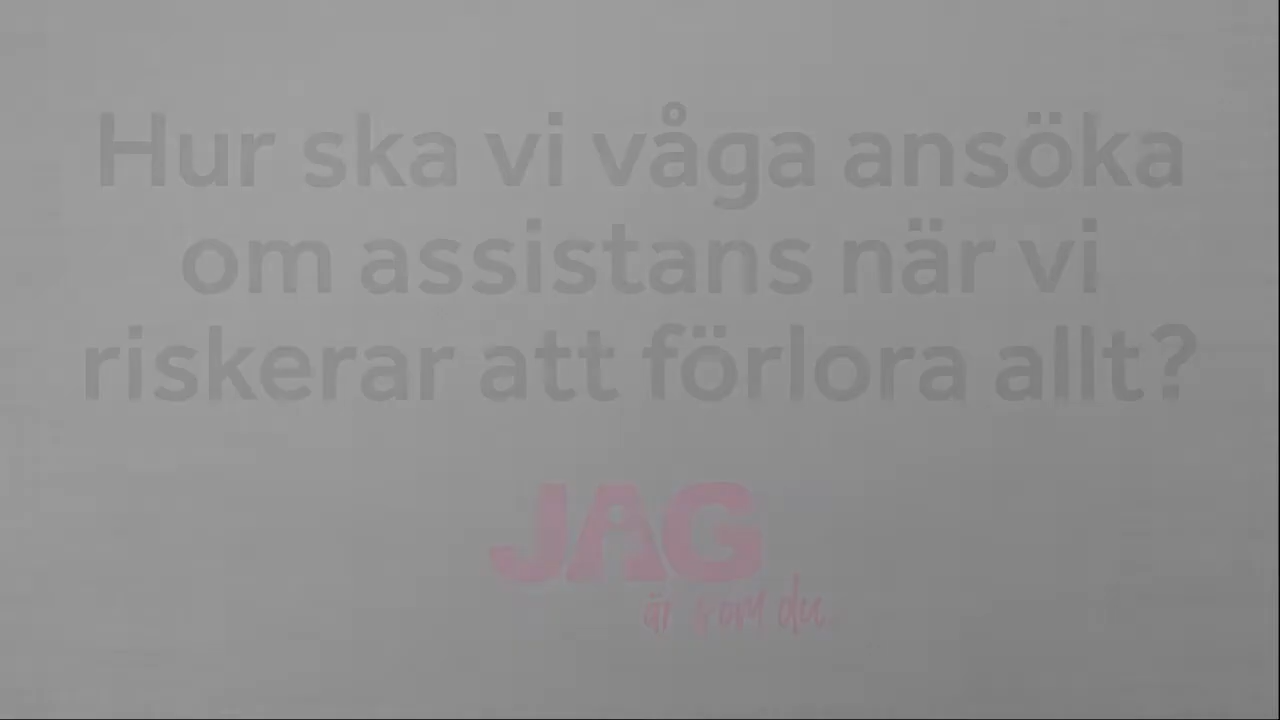 Hur ska vi våga ansöka
om assistans när vi
riskerar att förlora allt?
JAG
är som du.